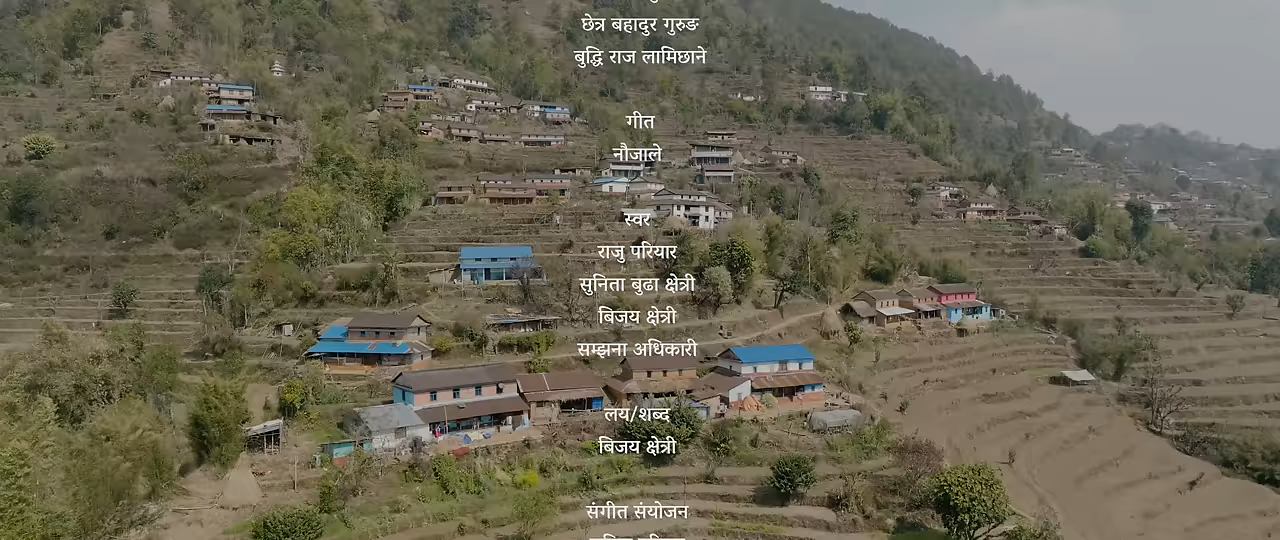 छेत्र बहादुर गुरुङ
बुद्धि राज लामिछाने
गीत
नौजाले
स्वर
राजु परियार
सुनिता बुढा क्षेत्री
बिजय क्षेत्री
सम्झना अधिकारी
लय/शब्द
बिजय क्षेत्री
संगीत संयोजन